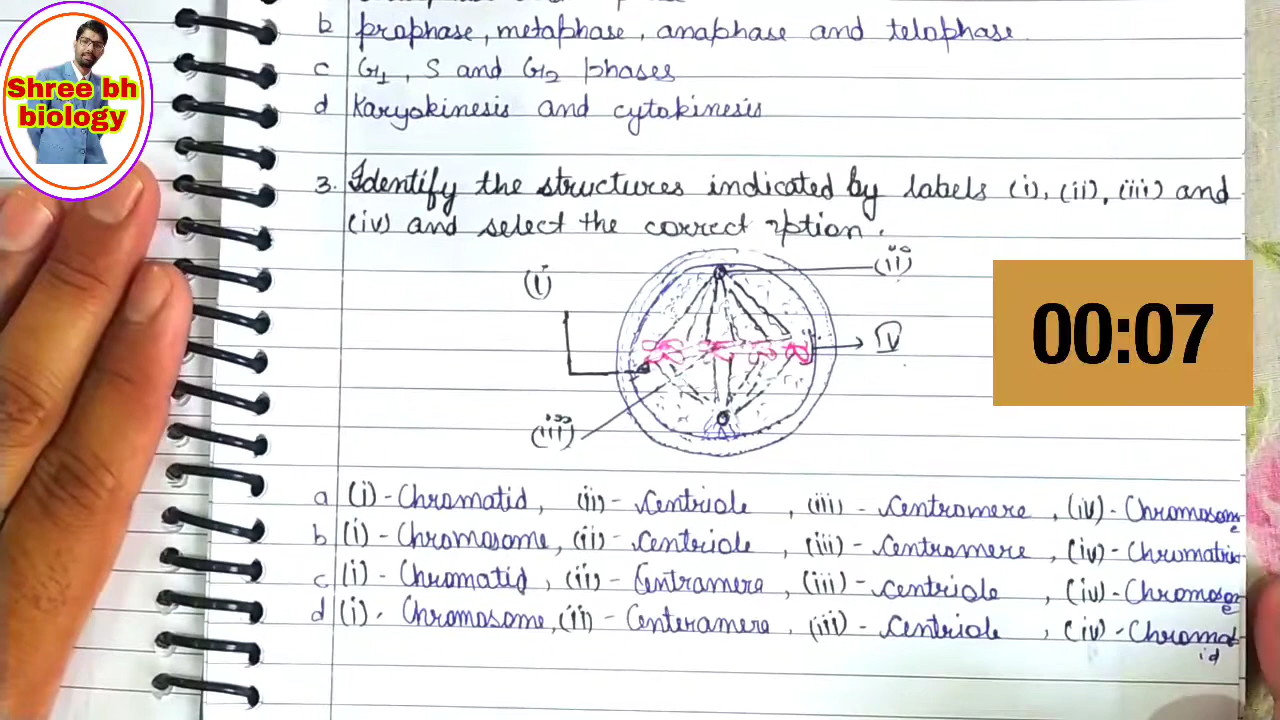 Shree bh
biology
b prophase, metaphase, anaphase and telophase.
c G1, S and G2 phases
d Karyokinesis and cytokinesis
3. Identify the structures indicated by labels (i), (ii), (iii) and
(iv) and select the correct option.
(i)
(ii)
IV
(iii)
00:07
a (i) - Chromatid, (ii) - Centriole, (iii) - Centromere, (iv) - Chromosome
b (i) - Chromosome, (ii) - Centriole, (iii) - Centromere, (iv) -
c (i) - Chromatid, (ii) - Centramere, (iii) - Centriole, (iv) - Chromosome
d (i) - Chromosome, (ii) - Centeramere, (iii) - Centriole, (iv) - Chromatid